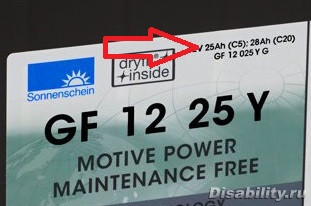 V 25Ah (C5); 28Ah (C20)
GF 12 025 Y G
dryfit®
inside
Sonnenschein
GF 12 25 Y
MOTIVE POWER
MAINTENANCE FREE
Disability.ru